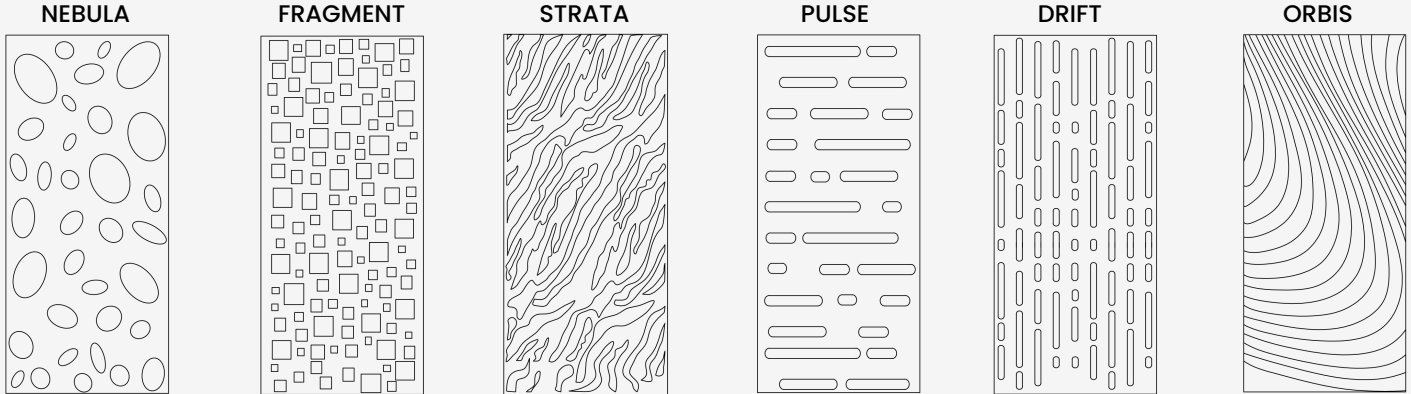 NEBULA
FRAGMENT
STRATA
PULSE
DRIFT
ORBIS